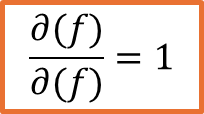 ∂(f)
∂(f) = 1